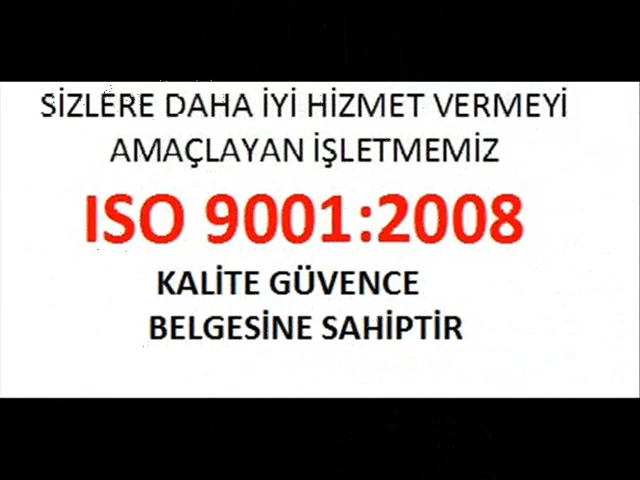 SİZLERE DAHA İYİ HİZMET VERMEYİ
AMAÇLAYAN İŞLETMEMİZ
ISO 9001:2008
KALİTE GÜVENCE
BELGESİNE SAHİPTİR